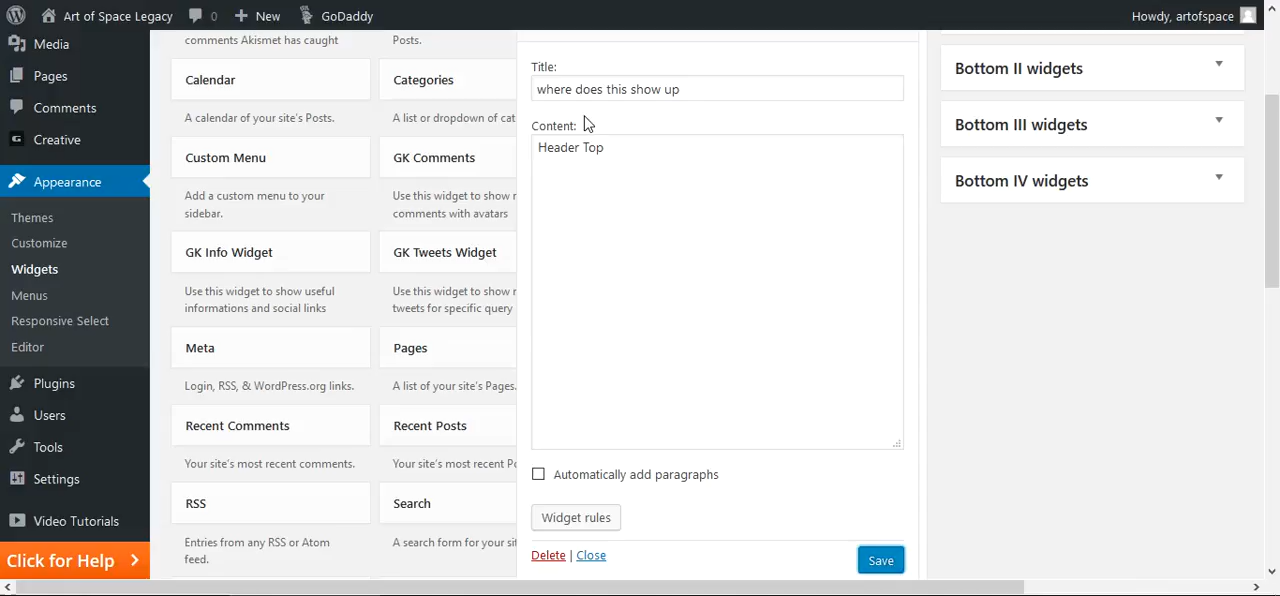 Art of Space Legacy 0 New GoDaddy Howdy, artofspace
Media
Pages
Comments
Creative
Appearance
Themes
Customize
Widgets
Menus
Responsive Select
Editor
Plugins
Users
Tools
Settings
Video Tutorials
Click for Help
comments Akismet has caught
Posts.
Calendar
Categories
A calendar of your site's Posts.
A list or dropdown of cat
Custom Menu
GK Comments
Add a custom menu to your
sidebar.
Use this widget to show r
comments with avatars
GK Info Widget
GK Tweets Widget
Use this widget to show useful
informations and social links
Use this widget to show r
tweets for specific query
Meta
Pages
Login, RSS, & WordPress.org links.
A list of your site's Pages.
Recent Comments
Recent Posts
Your site's most recent comments.
Your site's most recent Po
RSS
Search
Entries from any RSS or Atom
feed.
A search form for your sit
Title:
where does this show up
Content:
Header Top
Automatically add paragraphs
Widget rules
Delete | Close
Save
Bottom II widgets
Bottom III widgets
Bottom IV widgets